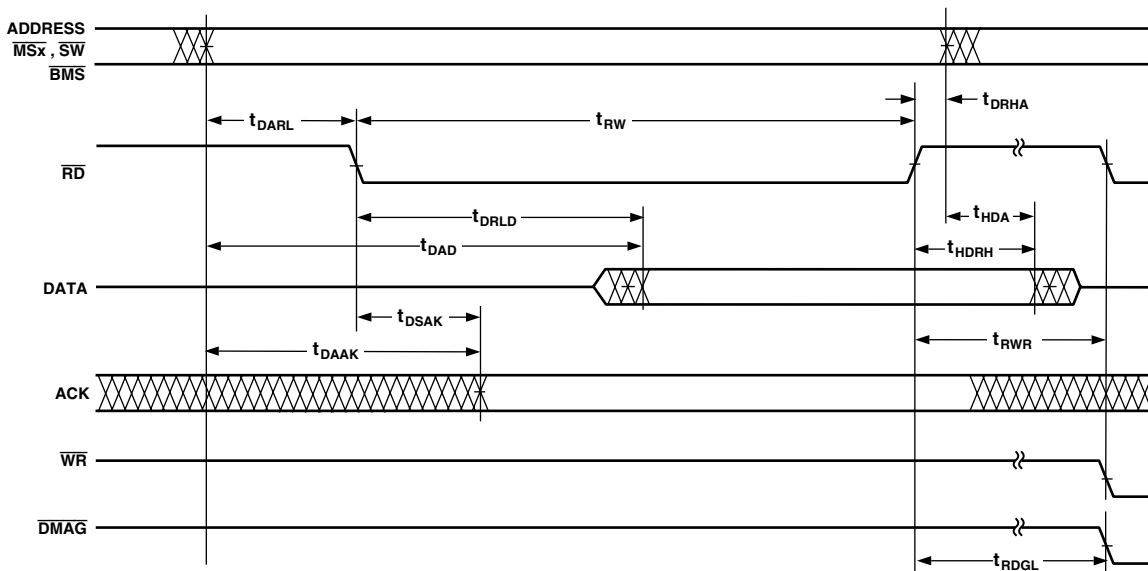 ADDRESS
MSx , SW
BMS
tDARL
tRW
tDRHA
RD
tDRLD
tHDA
tDAD
tHDRH
DATA
tDSAK
tRWR
tDAAK
ACK
WR
DMAG
tRDGL